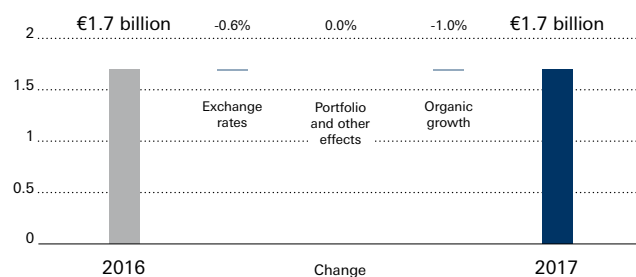 €1.7 billion -0.6% 0.0% -1.0% €1.7 billion
2
1.5
Exchange
rates
Portfolio
and other
effects
Organic
growth
1
0.5
0
2016 Change 2017